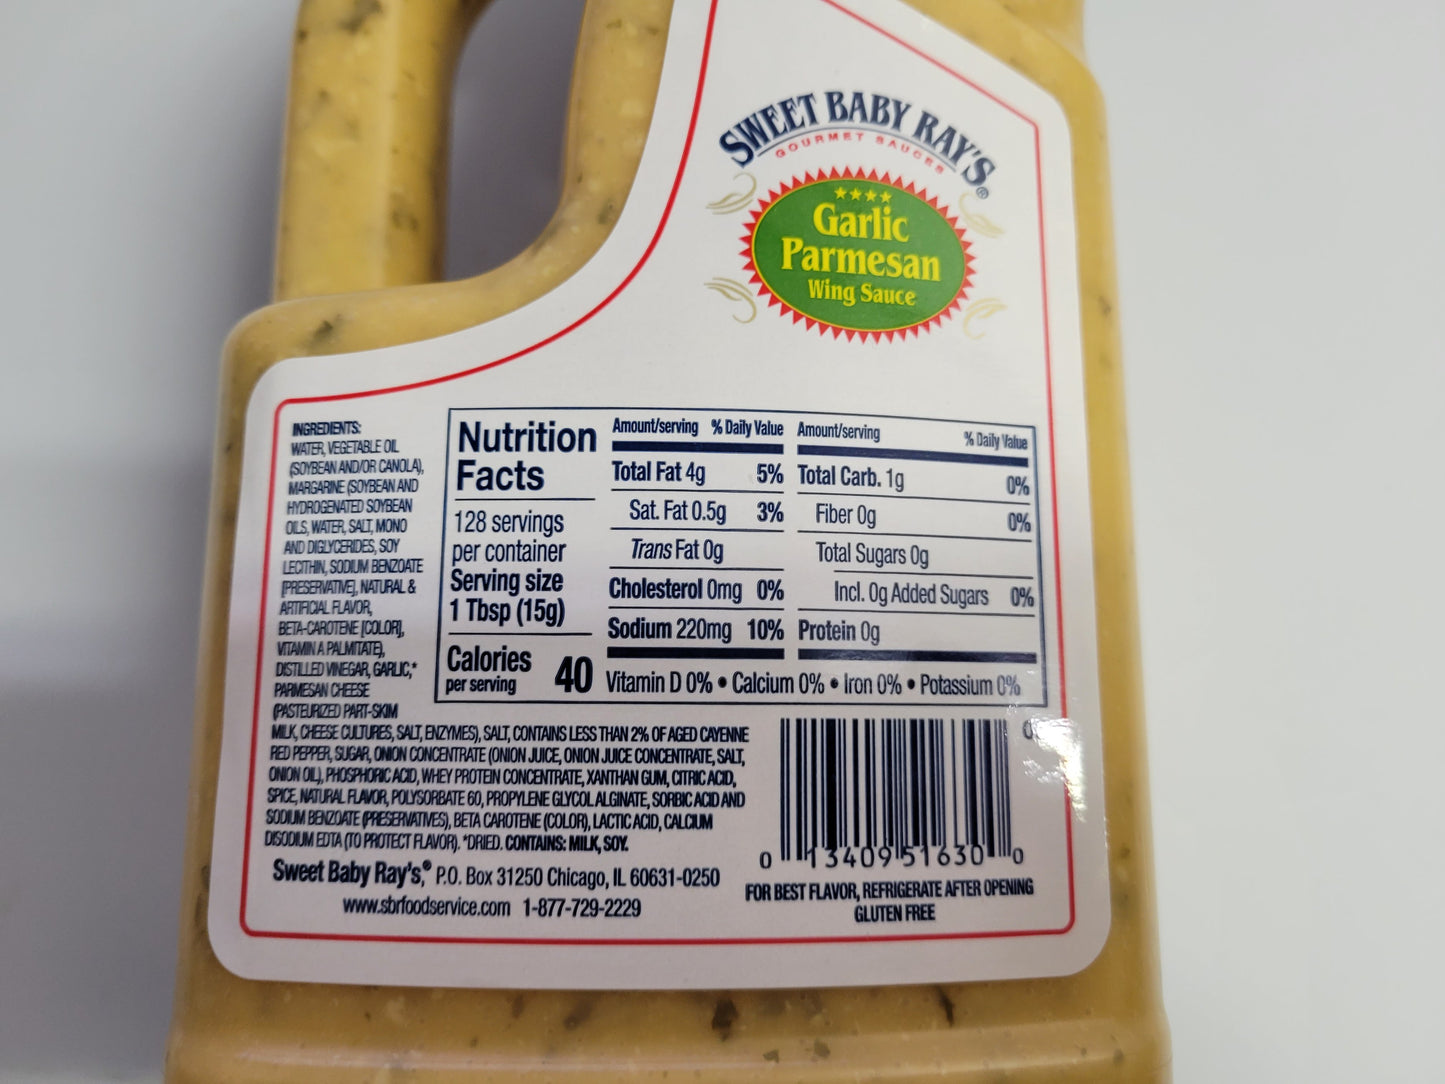 SWEET BABY RAY'S®
GOURMET SAUCES
Garlic
Parmesan
Wing Sauce
INGREDIENTS:
WATER, VEGETABLE OIL
(SOYBEAN AND/OR CANOLA),
MARGARINE (SOYBEAN AND
HYDROGENATED SOYBEAN
OILS, WATER, SALT, MONO
AND DIGLYCERIDES, SOY
LECITHIN, SODIUM BENZOATE
[PRESERVATIVE], NATURAL &
ARTIFICIAL FLAVOR,
BETA-CAROTENE [COLOR],
VITAMIN A PALMITATE),
DISTILLED VINEGAR, GARLIC,*
PARMESAN CHEESE
(PASTEURIZED PART-SKIM
MILK, CHEESE CULTURES, SALT, ENZYMES), SALT, CONTAINS LESS THAN 2% OF AGED CAYENNE
RED PEPPER, SUGAR, ONION CONCENTRATE (ONION JUICE, ONION JUICE CONCENTRATE, SALT,
ONION OIL), PHOSPHORIC ACID, WHEY PROTEIN CONCENTRATE, XANTHAN GUM, CITRIC ACID,
SPICE, NATURAL FLAVOR, POLYSORBATE 60, PROPYLENE GLYCOL ALGINATE, SORBIC ACID AND
SODIUM BENZOATE (PRESERVATIVES), BETA CAROTENE (COLOR), LACTIC ACID, CALCIUM
DISODIUM EDTA (TO PROTECT FLAVOR). *DRIED. CONTAINS: MILK, SOY.
Sweet Baby Ray's,® P.O. Box 31250 Chicago, IL 60631-0250
www.sbrfoodservice.com 1-877-729-2229
Nutrition
Facts
128 servings
per container
Serving size
1 Tbsp (15g)
Calories
per serving 40
Amount/serving % Daily Value
Total Fat 4g 5%
Sat. Fat 0.5g 3%
Trans Fat 0g
Cholesterol 0mg 0%
Sodium 220mg 10%
Amount/serving % Daily Value
Total Carb. 1g 0%
Fiber 0g 0%
Total Sugars 0g
Incl. 0g Added Sugars 0%
Protein 0g
Vitamin D 0% • Calcium 0% • Iron 0% • Potassium 0%
0 13409 51630 0
FOR BEST FLAVOR, REFRIGERATE AFTER OPENING
GLUTEN FREE